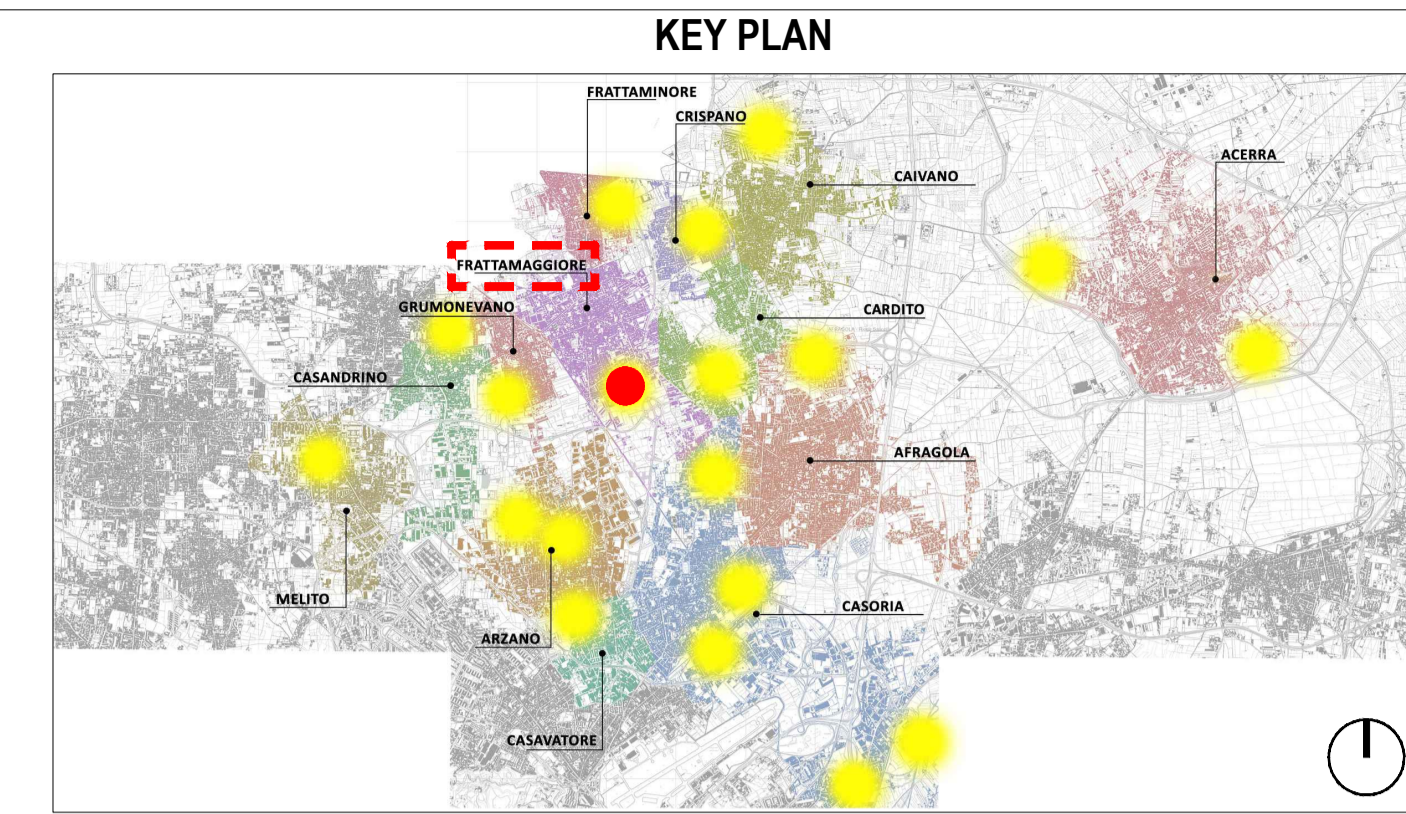 KEY PLAN
FRATTAMINORE
CRISPANO
ACERRA
CAIVANO
FRATTAMAGGIORE
GRUMONEVANO
CARDITO
CASANDRINO
AFRAGOLA
MELITO
CASORIA
ARZANO
CASAVATORE